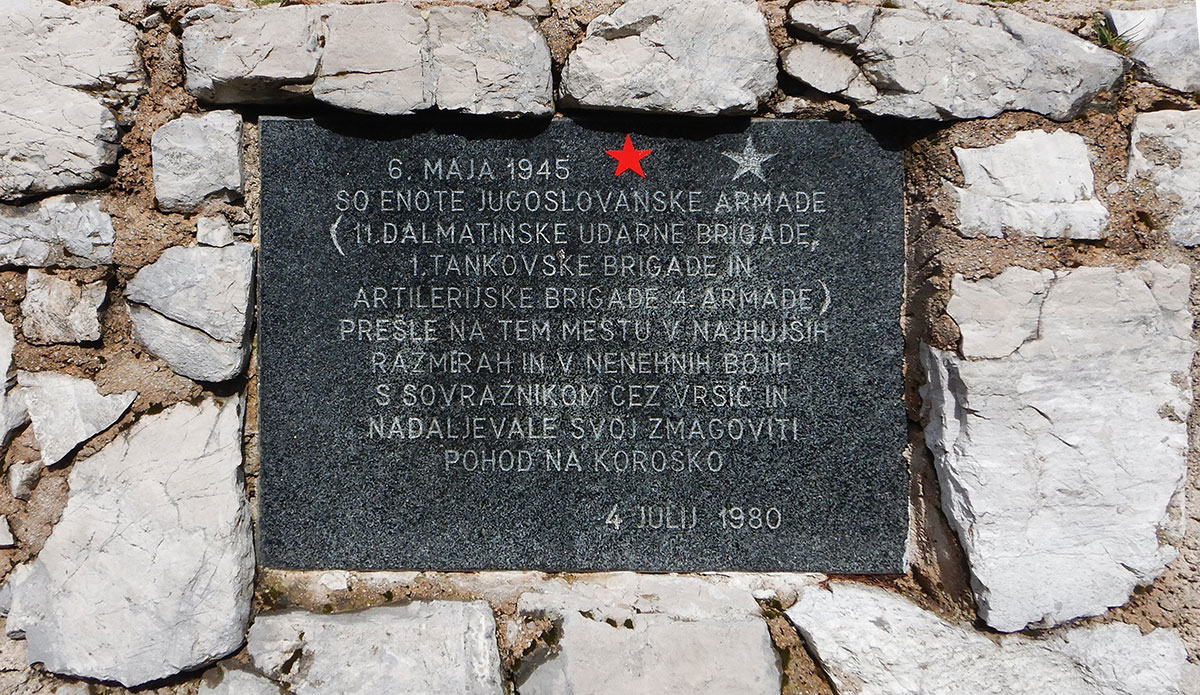 6. MAJA 1945
SO ENOTE JUGOSLOVANSKE ARMADE
(11. DALMATINSKE UDARNE BRIGADE,
1. TANKOVSKE BRIGADE IN
ARTILERIJSKE BRIGADE 4. ARMADE)
PREŠLE NA TEM MESTU V NAJHUJŠIH
RAZMERAH IN V NENEHNIH BOJIH
S SOVRAŽNIKOM ČEZ VRŠIČ IN
NADALJEVALE SVOJ ZMAGOVITI
POHOD NA KOROŠKO
4 JULIJ 1980